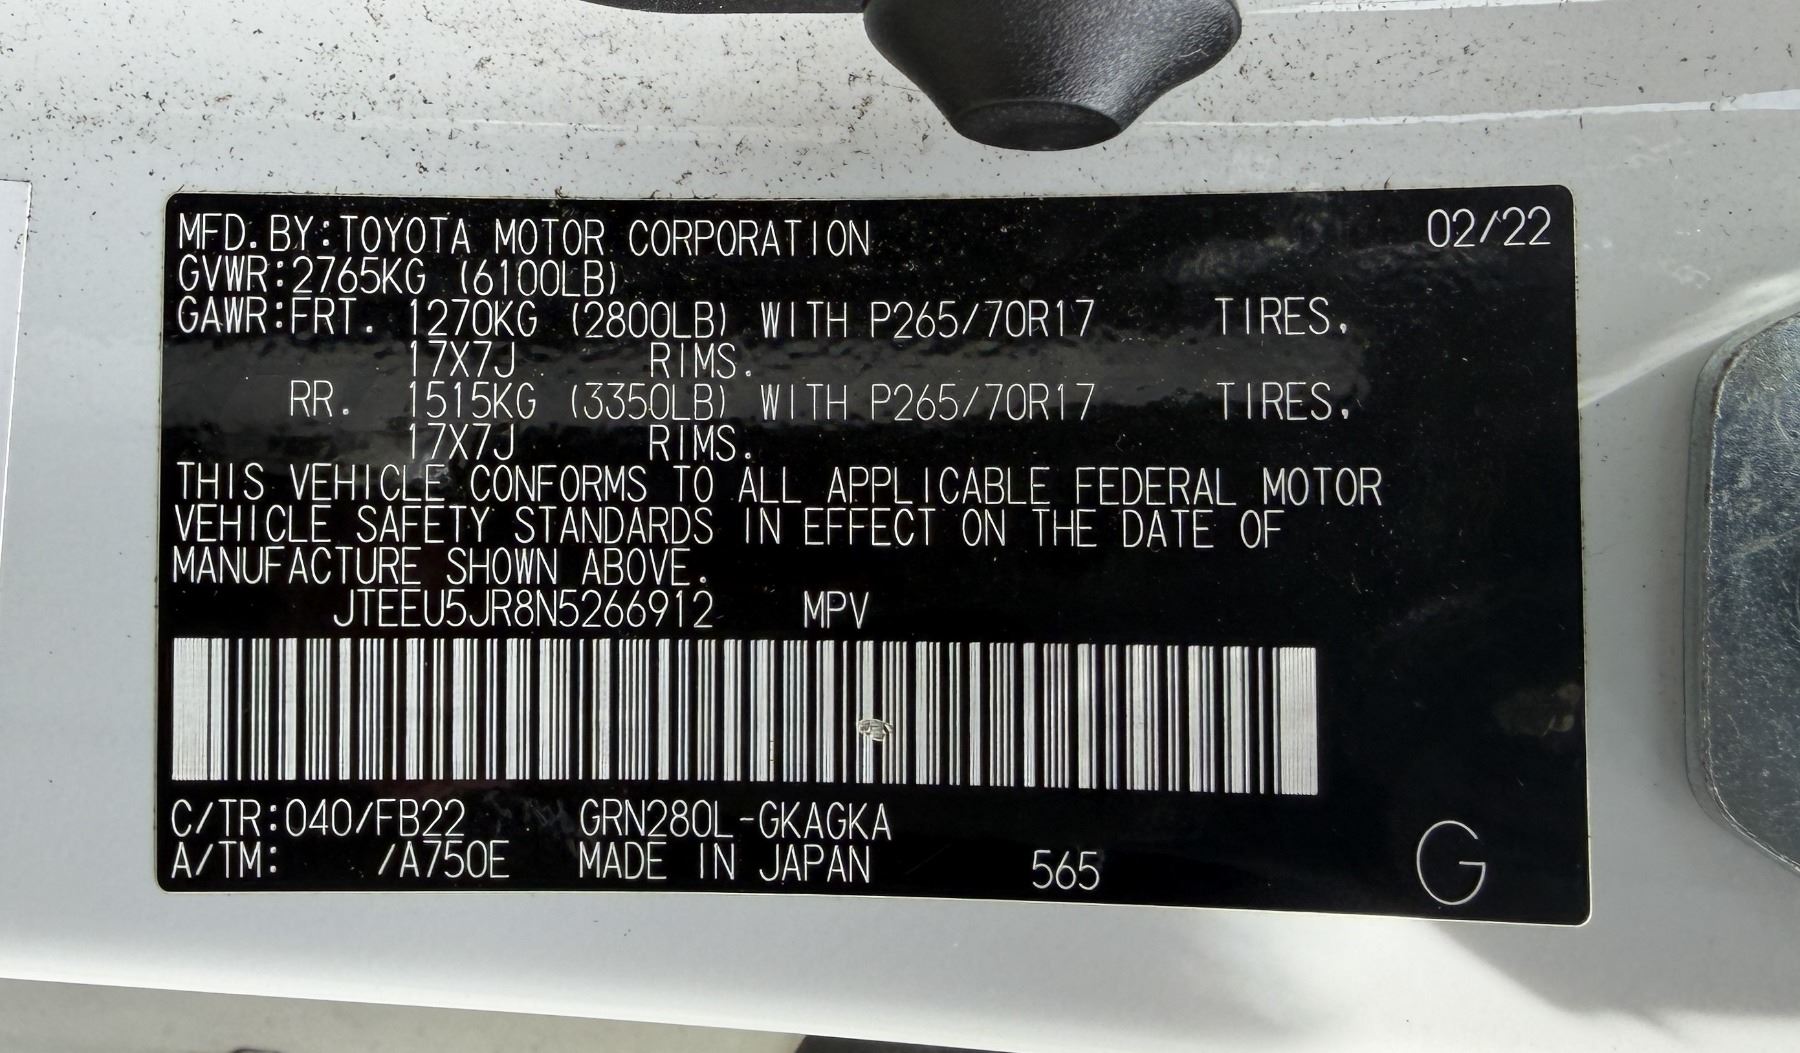 MFD. BY:TOYOTA MOTOR CORPORATION 02/22
GVWR:2765KG (6100LB)
GAWR:FRT. 1270KG (2800LB) WITH P265/70R17 TIRES,
17X7J RIMS.
RR. 1515KG (3350LB) WITH P265/70R17 TIRES,
17X7J RIMS.
THIS VEHICLE CONFORMS TO ALL APPLICABLE FEDERAL MOTOR
VEHICLE SAFETY STANDARDS IN EFFECT ON THE DATE OF
MANUFACTURE SHOWN ABOVE.
JTEEU5JR8N5266912 MPV
C/TR:040/FB22 GRN280L-GKAGKA
A/TM: /A750E MADE IN JAPAN 565 G